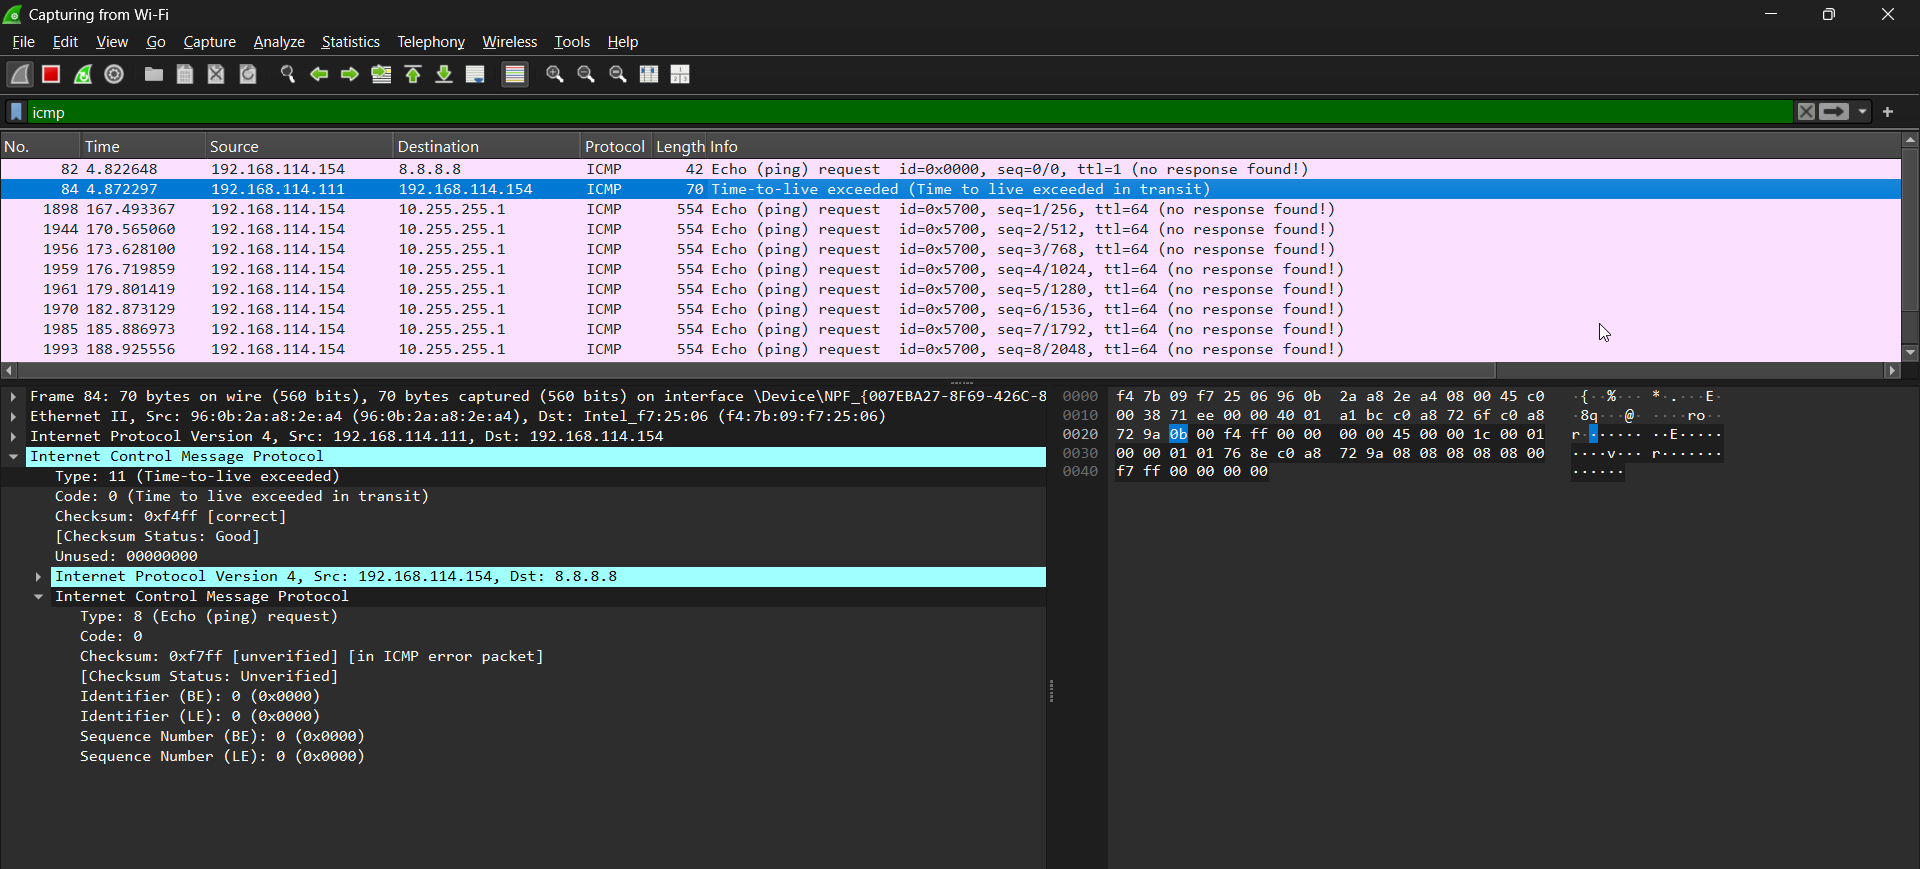 Capturing from Wi-Fi
File Edit View Go Capture Analyze Statistics Telephony Wireless Tools Help
icmp
No. Time Source Destination Protocol Length Info
82 4.822648 192.168.114.154 8.8.8.8 ICMP 42 Echo (ping) request id=0x0000, seq=0/0, ttl=1 (no response found!)
84 4.872297 192.168.114.111 192.168.114.154 ICMP 70 Time-to-live exceeded (Time to live exceeded in transit)
1898 167.493367 192.168.114.154 10.255.255.1 ICMP 554 Echo (ping) request id=0x5700, seq=1/256, ttl=64 (no response found!)
1944 170.565060 192.168.114.154 10.255.255.1 ICMP 554 Echo (ping) request id=0x5700, seq=2/512, ttl=64 (no response found!)
1956 173.628100 192.168.114.154 10.255.255.1 ICMP 554 Echo (ping) request id=0x5700, seq=3/768, ttl=64 (no response found!)
1959 176.719859 192.168.114.154 10.255.255.1 ICMP 554 Echo (ping) request id=0x5700, seq=4/1024, ttl=64 (no response found!)
1961 179.801419 192.168.114.154 10.255.255.1 ICMP 554 Echo (ping) request id=0x5700, seq=5/1280, ttl=64 (no response found!)
1970 182.873129 192.168.114.154 10.255.255.1 ICMP 554 Echo (ping) request id=0x5700, seq=6/1536, ttl=64 (no response found!)
1985 185.886973 192.168.114.154 10.255.255.1 ICMP 554 Echo (ping) request id=0x5700, seq=7/1792, ttl=64 (no response found!)
1993 188.925556 192.168.114.154 10.255.255.1 ICMP 554 Echo (ping) request id=0x5700, seq=8/2048, ttl=64 (no response found!)
Frame 84: 70 bytes on wire (560 bits), 70 bytes captured (560 bits) on interface \Device\NPF_{007EBA27-8F69-426C-8
Ethernet II, Src: 96:0b:2a:a8:2e:a4 (96:0b:2a:a8:2e:a4), Dst: Intel_f7:25:06 (f4:7b:09:f7:25:06)
Internet Protocol Version 4, Src: 192.168.114.111, Dst: 192.168.114.154
Internet Control Message Protocol
Type: 11 (Time-to-live exceeded)
Code: 0 (Time to live exceeded in transit)
Checksum: 0xf4ff [correct]
[Checksum Status: Good]
Unused: 00000000
Internet Protocol Version 4, Src: 192.168.114.154, Dst: 8.8.8.8
Internet Control Message Protocol
Type: 8 (Echo (ping) request)
Code: 0
Checksum: 0xf7ff [unverified] [in ICMP error packet]
[Checksum Status: Unverified]
Identifier (BE): 0 (0x0000)
Identifier (LE): 0 (0x0000)
Sequence Number (BE): 0 (0x0000)
Sequence Number (LE): 0 (0x0000)
0000 f4 7b 09 f7 25 06 96 0b 2a a8 2e a4 08 00 45 c0 ·{··%··· *·.···E·
0010 00 38 71 ee 00 00 40 01 a1 bc c0 a8 72 6f c0 a8 ·8q···@· ····ro··
0020 72 9a 0b 00 f4 ff 00 00 00 00 45 00 00 1c 00 01 r······· ··E·····
0030 00 00 01 01 76 8e c0 a8 72 9a 08 08 08 08 08 00 ····v··· r·······
0040 f7 ff 00 00 00 00 ······